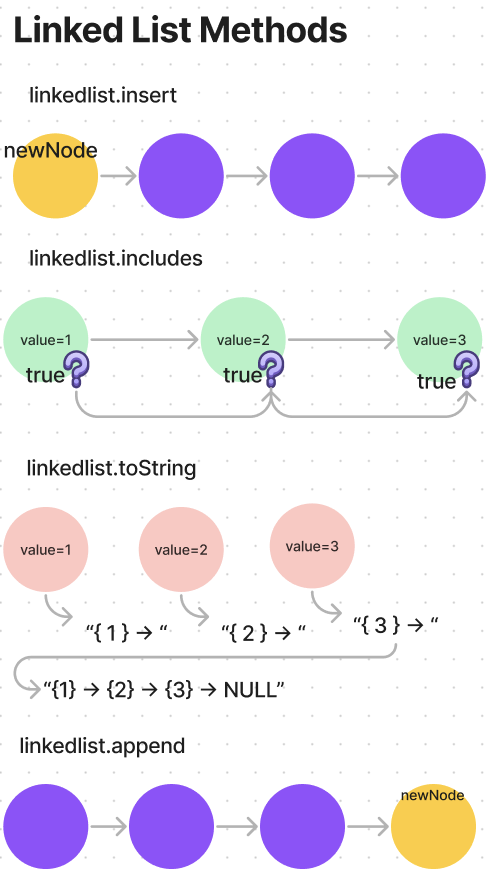 Linked List Methods
linkedlist.insert
newNode
linkedlist.includes
value=1
value=2
value=3
true?
true?
true?
linkedlist.toString
value=1
value=2
value=3
“{ 1 } → “
“{ 2 } → “
“{ 3 } → “
“{1} → {2} → {3} → NULL”
linkedlist.append
newNode